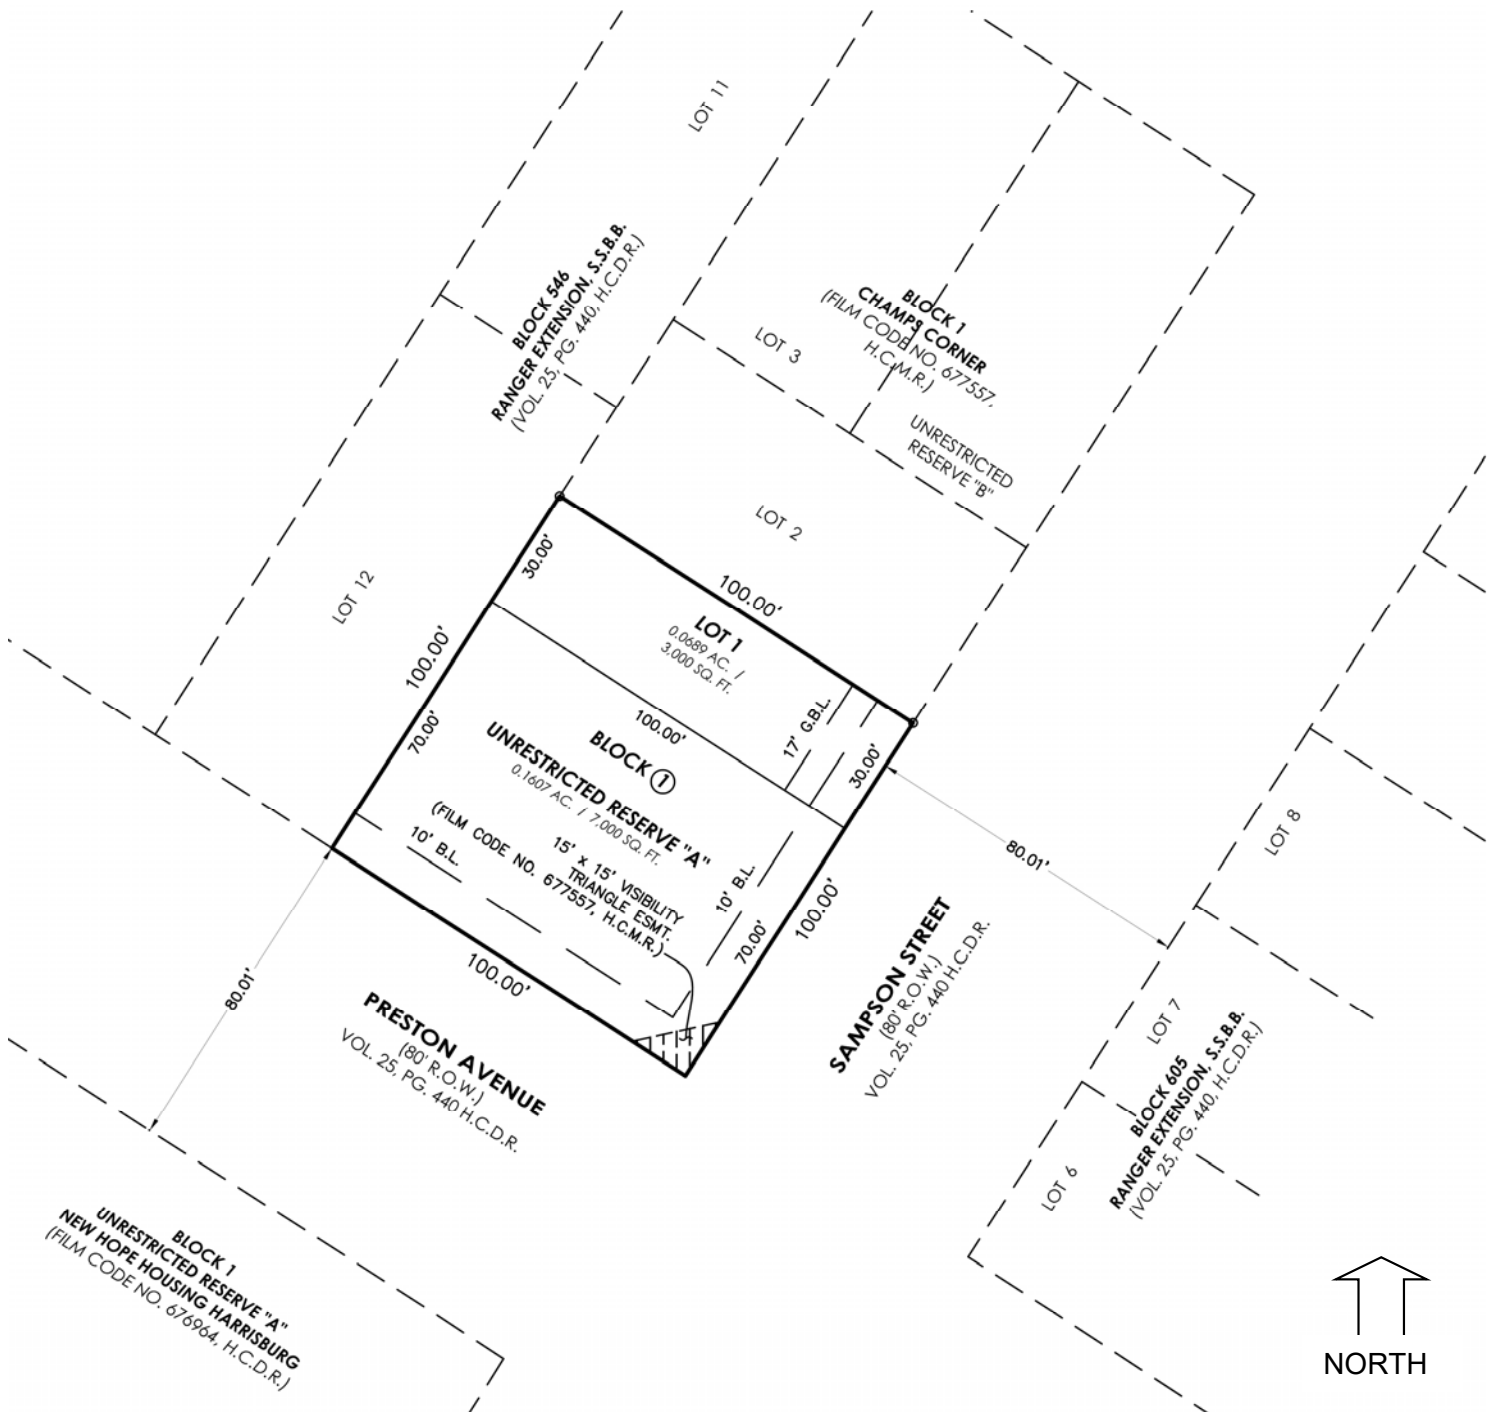 LOT 11
BLOCK 546
RANGER EXTENSION, S.S.B.B.
(VOL. 25, PG. 440, H.C.D.R.)
BLOCK 1
CHAMPS CORNER
(FILM CODE NO. 677557,
H.C.M.R.)
LOT 3
UNRESTRICTED
RESERVE "B"
LOT 2
LOT 12
30.00'
100.00'
LOT 1
0.0689 AC. /
3,000 SQ. FT.
100.00'
70.00'
100.00'
17' G.B.L.
30.00'
BLOCK 1
UNRESTRICTED RESERVE "A"
0.1607 AC. / 7,000 SQ. FT.
(FILM CODE NO. 677557, H.C.M.R.)
15' x 15' VISIBILITY
TRIANGLE ESMT.
10' B.L.
10' B.L.
70.00'
100.00'
100.00'
80.01'
80.01'
LOT 8
PRESTON AVENUE
(80' R.O.W.)
VOL. 25, PG. 440 H.C.D.R.
SAMPSON STREET
(80' R.O.W.)
VOL. 25, PG. 440 H.C.D.R.
LOT 7
BLOCK 605
RANGER EXTENSION, S.S.B.B.
(VOL. 25, PG. 440, H.C.D.R.)
LOT 6
BLOCK 1
UNRESTRICTED RESERVE "A"
NEW HOPE HOUSING HARRISBURG
(FILM CODE NO. 676964, H.C.D.R.)
NORTH